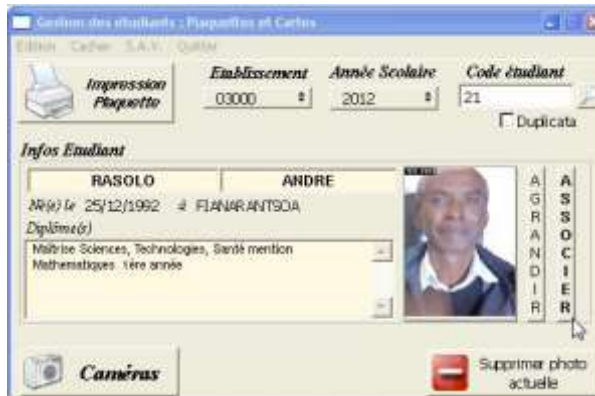 Gestion des étudiants : Plaquettes et Cartes
Edition Cacher S.A.V. Quitter
Impression Plaquette
Etablissement
03000
Année Scolaire
2012
Code étudiant
21
Duplicata
Infos Etudiant
RASOLO ANDRE
Né(e) le 25/12/1992 à FIANARANTSOA
Diplôme(s)
Maîtrise Sciences, Technologies, Santé mention
Mathematiques 1ère année
AGRANDIR
ASSOCIER
Caméras
Supprimer photo
actuelle